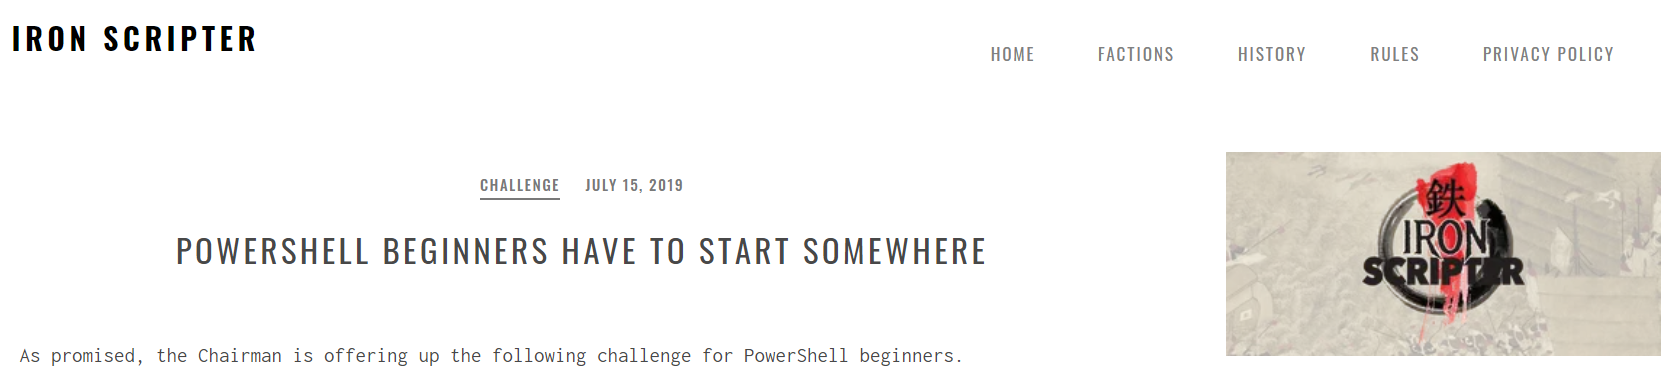 IRON SCRIPTER
HOME FACTIONS HISTORY RULES PRIVACY POLICY
CHALLENGE JULY 15, 2019
POWERSHELL BEGINNERS HAVE TO START SOMEWHERE
As promised, the Chairman is offering up the following challenge for PowerShell beginners.
鉄
IRON
SCRIPTER